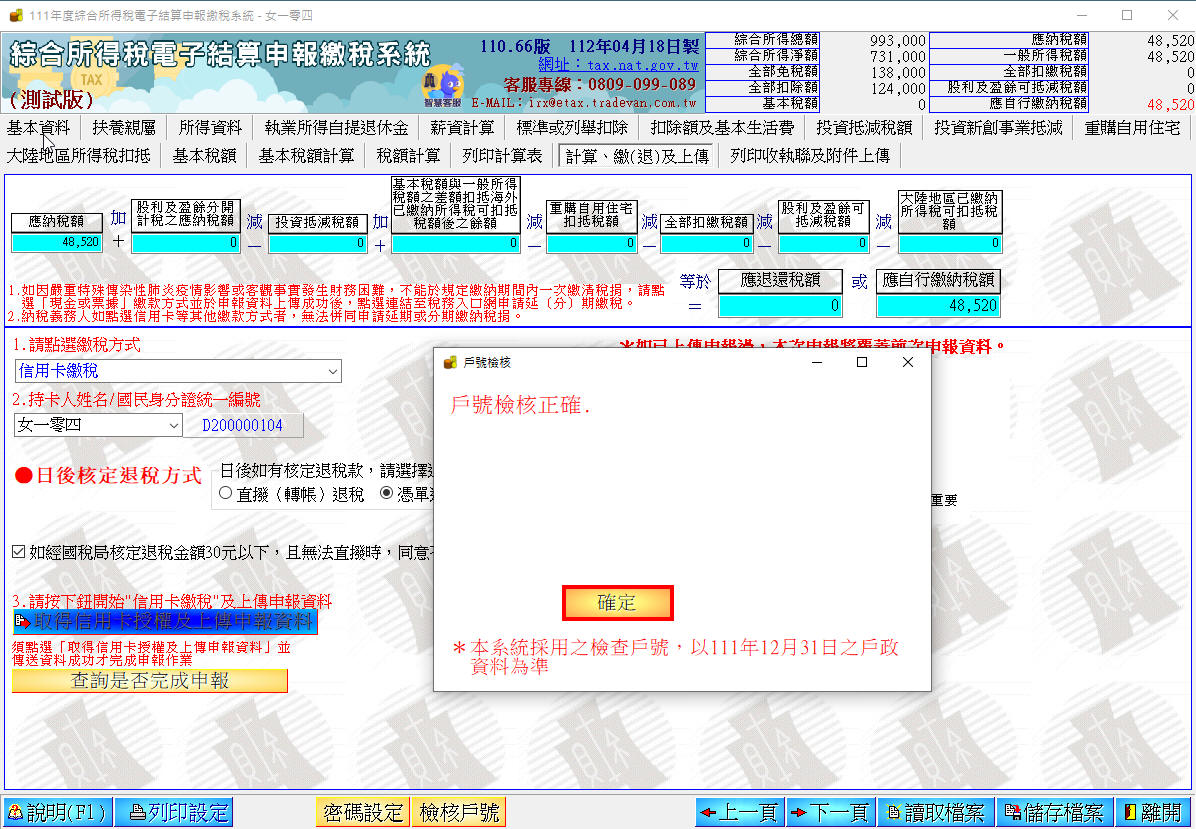 111年度綜合所得稅電子結算申報繳稅系統 - 女一零四
綜合所得稅電子結算申報繳稅系統
TAX
(測試版)
智慧客服
110.66版 112年04月18日製
網址：tax.nat.gov.tw
客服專線：0809-099-089
E-MAIL：irx@etax.tradevan.com.tw
綜合所得總額 993,000 應納稅額 48,520
綜合所得淨額 731,000 一般所得稅額 48,520
全部免稅額 138,000 全部扣繳稅額 0
全部扣除額 124,000 股利及盈餘可抵減稅額 0
基本稅額 0 應自行繳納稅額 48,520
基本資料 扶養親屬 所得資料 執業所得自提退休金 薪資計算 標準或列舉扣除 扣除額及基本生活費 投資抵減稅額 投資新創事業抵減 重購自用住宅
大陸地區所得稅扣抵 基本稅額 基本稅額計算 稅額計算 列印計算表 計算、繳(退)及上傳 列印收執聯及附件上傳
應納稅額
48,520
加
＋
股利及盈餘分開
計稅之應納稅額
0
減
－
投資抵減稅額
0
加
＋
基本稅額與一般所得
稅額之差額扣抵海外
已繳納所得稅可扣抵
稅額後之餘額
0
減
－
重購自用住宅
扣抵稅額
0
減
－
全部扣繳稅額
0
減
－
股利及盈餘可
抵減稅額
0
減
－
大陸地區已繳納
所得稅可扣抵稅
額
0
1.如因嚴重特殊傳染性肺炎疫情影響或客觀事實發生財務困難，不能於規定繳納期間內一次繳清稅捐，請點
選「現金或票據」繳款方式並於申報資料上傳成功後，點選連結至稅務入口網申請延（分）期繳稅。
2.納稅義務人如點選信用卡等其他繳款方式者，無法併同申請延期或分期繳納稅捐。
等於
＝
應退還稅額
0
或
應自行繳納稅額
48,520
1.請點選繳稅方式
＊如已上傳申報過，本次申報將覆蓋前次申報資料。
信用卡繳稅
2.持卡人姓名/國民身分證統一編號
女一零四 D200000104
●日後核定退稅方式
日後如有核定退稅款，請選擇
直撥（轉帳）退稅 憑單
重要
如經國稅局核定退稅金額30元以下，且無法直撥時，同意
3.請按下鈕開始"信用卡繳稅"及上傳申報資料
取得信用卡授權及上傳申報資料
須點選「取得信用卡授權及上傳申報資料」並
傳送資料成功才完成申報作業
查詢是否完成申報
戶號檢核
戶號檢核正確.
確定
＊本系統採用之檢查戶號，以111年12月31日之戶政
資料為準
說明(F1) 列印設定 密碼設定 檢核戶號 上一頁 下一頁 讀取檔案 儲存檔案 離開